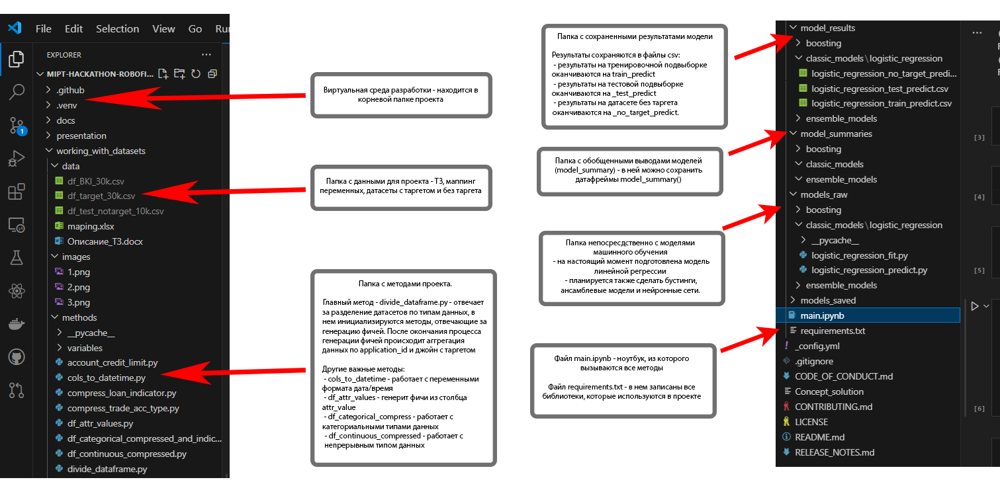 File Edit Selection View Go Run
EXPLORER
MIPT-HACKATHON-ROBOFI...
.github
.venv
docs
presentation
working_with_datasets
data
df_BKI_30k.csv
df_target_30k.csv
df_test_notarget_10k.csv
maping.xlsx
Описание_ТЗ.docx
images
1.png
2.png
3.png
methods
__pycache__
variables
account_credit_limit.py
cols_to_datetime.py
compress_loan_indicator.py
compress_trade_acc_type.py
df_attr_values.py
df_categorical_compressed_and_indic...
df_continuous_compressed.py
divide_dataframe.py
1
Виртуальная среда разработки - находится в
корневой папке проекта
Папка с данными для проекта - ТЗ, маппинг
переменных, датасеты с таргетом и без таргета
Папка с методами проекта.
Главный метод - divide_dataframe.py - отвечает
за разделение датасетов по типам данных, в
нем инициализируются методы, отвечающие за
генерацию фичей. После окончания процесса
генерации фичей происходит аггрегация
данных по application_id и джойн с таргетом
Другие важные методы:
- cols_to_datetime - работает с переменными
формата дата/время
- df_attr_values - генерит фичи из столбца
attr_value
- df_categorical_compress - работает с
категориальными типами данных
- df_continuous_compressed - работает с
непрерывным типом данных
Папка с сохраненными результатами модели
Результаты сохраняются в файлы csv:
- результаты на тренировочной подвыборке
оканчиваются на train_predict
- результаты на тестовой подвыборке
оканчиваются на _test_predict
- результаты на датасете без таргета
оканчиваются на _no_target_predict.
Папка с обобщенными выводами моделей
(model_summary) - в ней можно сохранить
датафреймы model_summary()
Папка непосресдственно с моделями
машинного обучения
- на настоящий момент подготовлена модель
линейной регрессии
- планируется также сделать бустинги,
ансамблевые модели и нейронные сети.
Файл main.ipynb - ноутбук, из которого
вызываются все методы
Файл requirements.txt - в нем записаны все
библиотеки, которые используются в проекте
model_results
boosting
classic_models\logistic_regression
logistic_regression_no_target_predi...
logistic_regression_test_predict.csv
logistic_regression_train_predict.csv
ensemble_models
model_summaries
boosting
classic_models
ensemble_models
models_raw
boosting
classic_models\logistic_regression
__pycache__
logistic_regression_fit.py
logistic_regression_predict.py
ensemble_models
models_saved
main.ipynb
requirements.txt
_config.yml
.gitignore
CODE_OF_CONDUCT.md
Concept_solution
CONTRIBUTING.md
LICENSE
README.md
RELEASE_NOTES.md
[3]
[4]
[5]
[6]